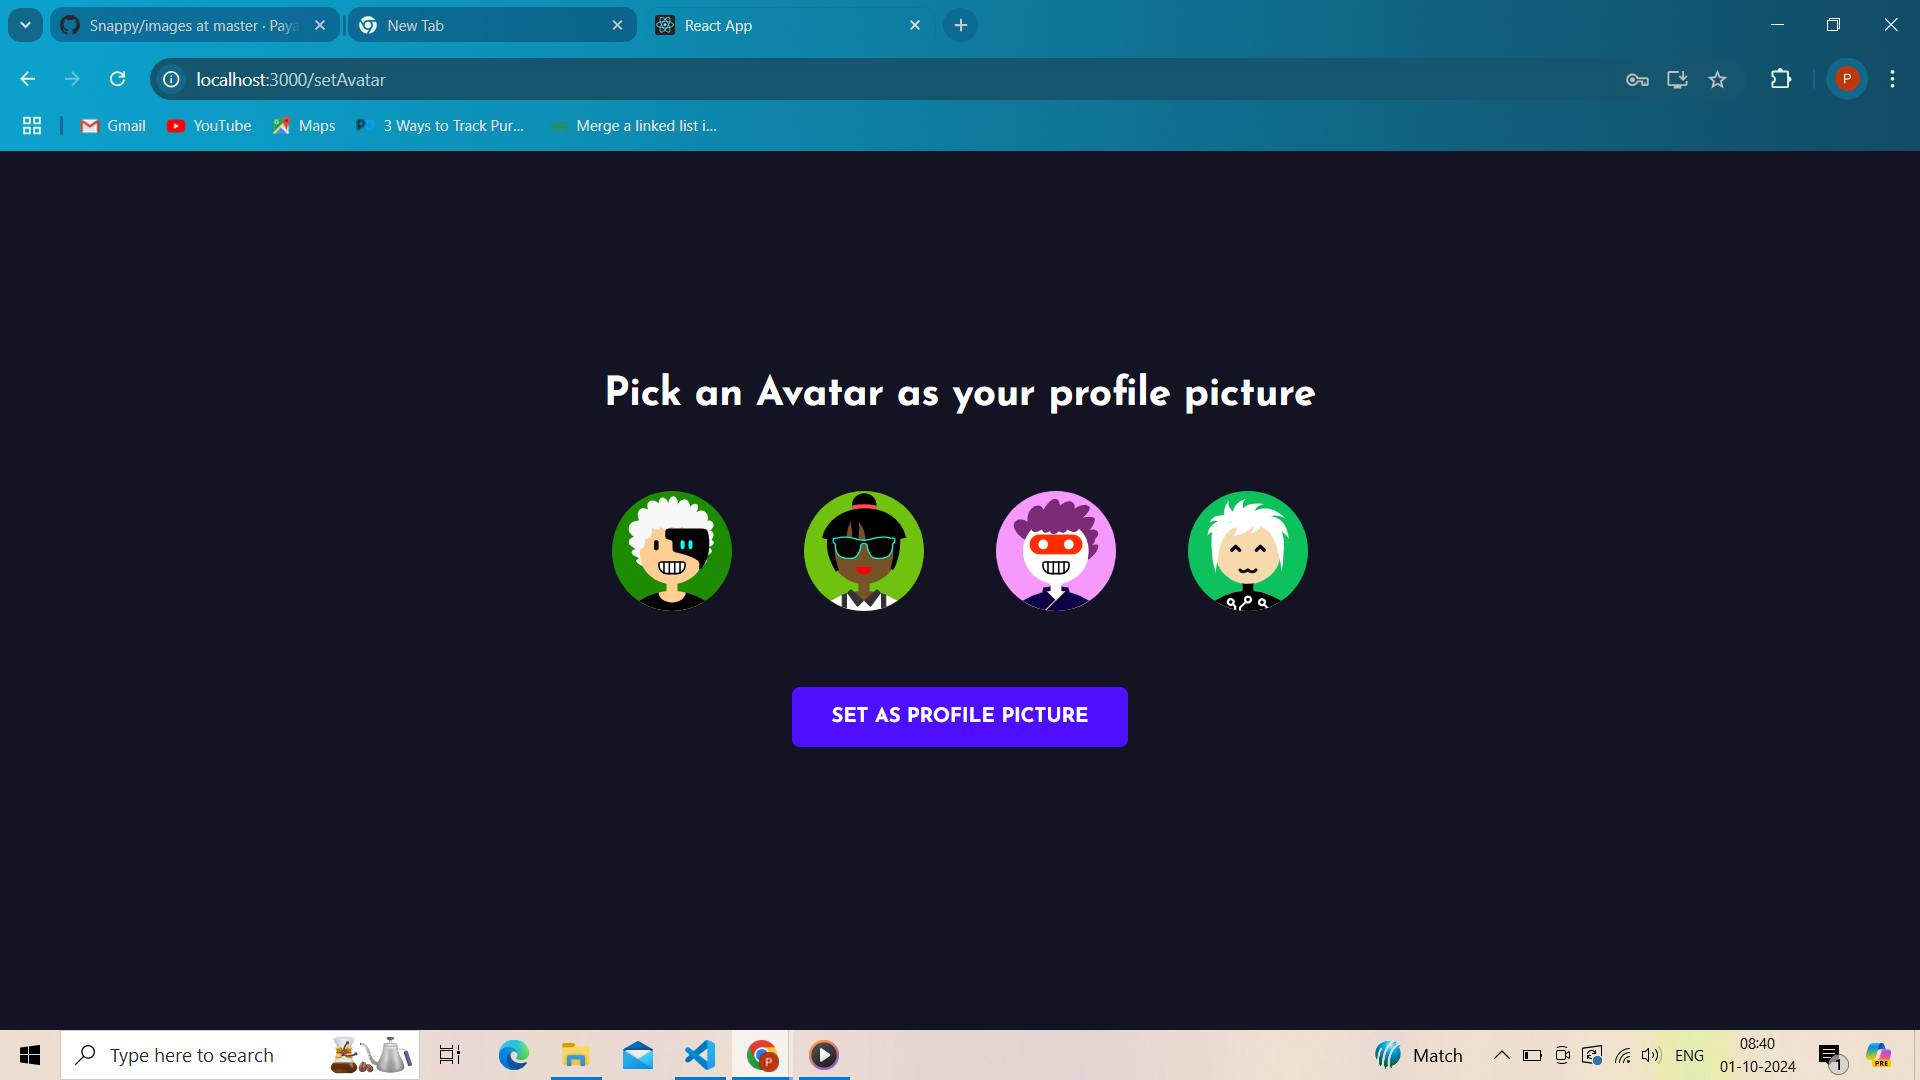 Snappy/images at master · Paya
New Tab
React App
localhost:3000/setAvatar
P
Gmail
YouTube
Maps
3 Ways to Track Pur...
Merge a linked list i...
Pick an Avatar as your profile picture
SET AS PROFILE PICTURE
Type here to search
P
Match
ENG
08:40
01-10-2024
1
PRE